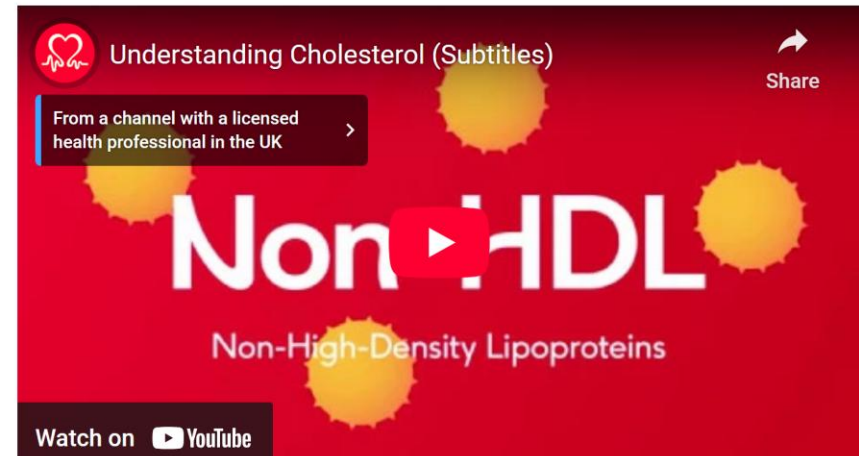 Understanding Cholesterol (Subtitles)
Share
From a channel with a licensed
health professional in the UK
Non-HDL
Non-High-Density Lipoproteins
Watch on YouTube